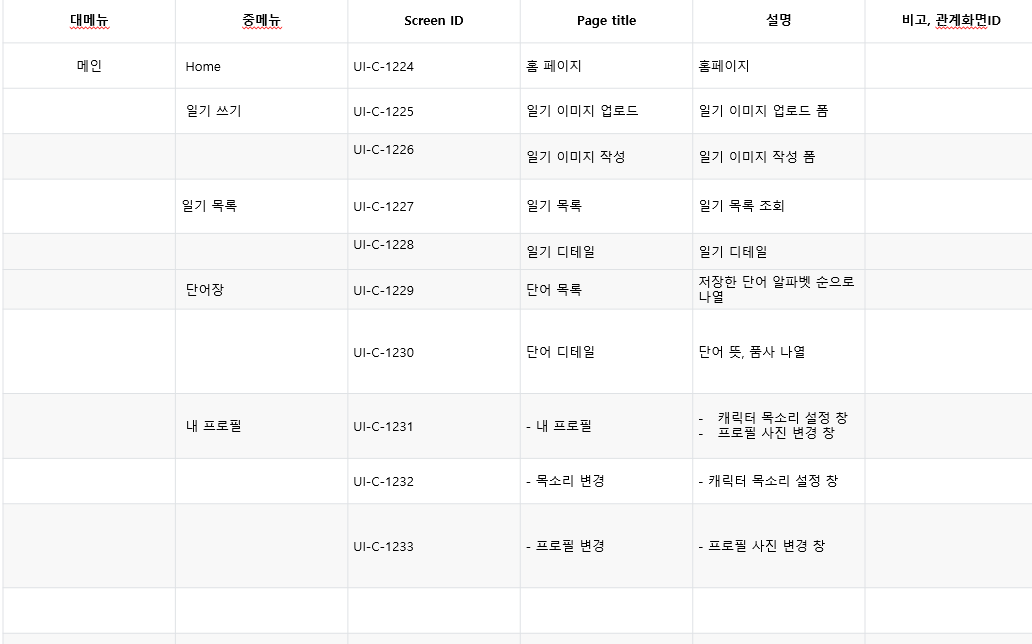 대메뉴 중메뉴 Screen ID Page title 설명 비고, 관계화면ID
메인 Home UI-C-1224 홈 페이지 홈페이지
일기 쓰기 UI-C-1225 일기 이미지 업로드 일기 이미지 업로드 폼
UI-C-1226 일기 이미지 작성 일기 이미지 작성 폼
일기 목록 UI-C-1227 일기 목록 일기 목록 조회
UI-C-1228 일기 디테일 일기 디테일
단어장 UI-C-1229 단어 목록 저장한 단어 알파벳 순으로
나열
UI-C-1230 단어 디테일 단어 뜻, 품사 나열
내 프로필 UI-C-1231 - 내 프로필 - 캐릭터 목소리 설정 창
- 프로필 사진 변경 창
UI-C-1232 - 목소리 변경 - 캐릭터 목소리 설정 창
UI-C-1233 - 프로필 변경 - 프로필 사진 변경 창